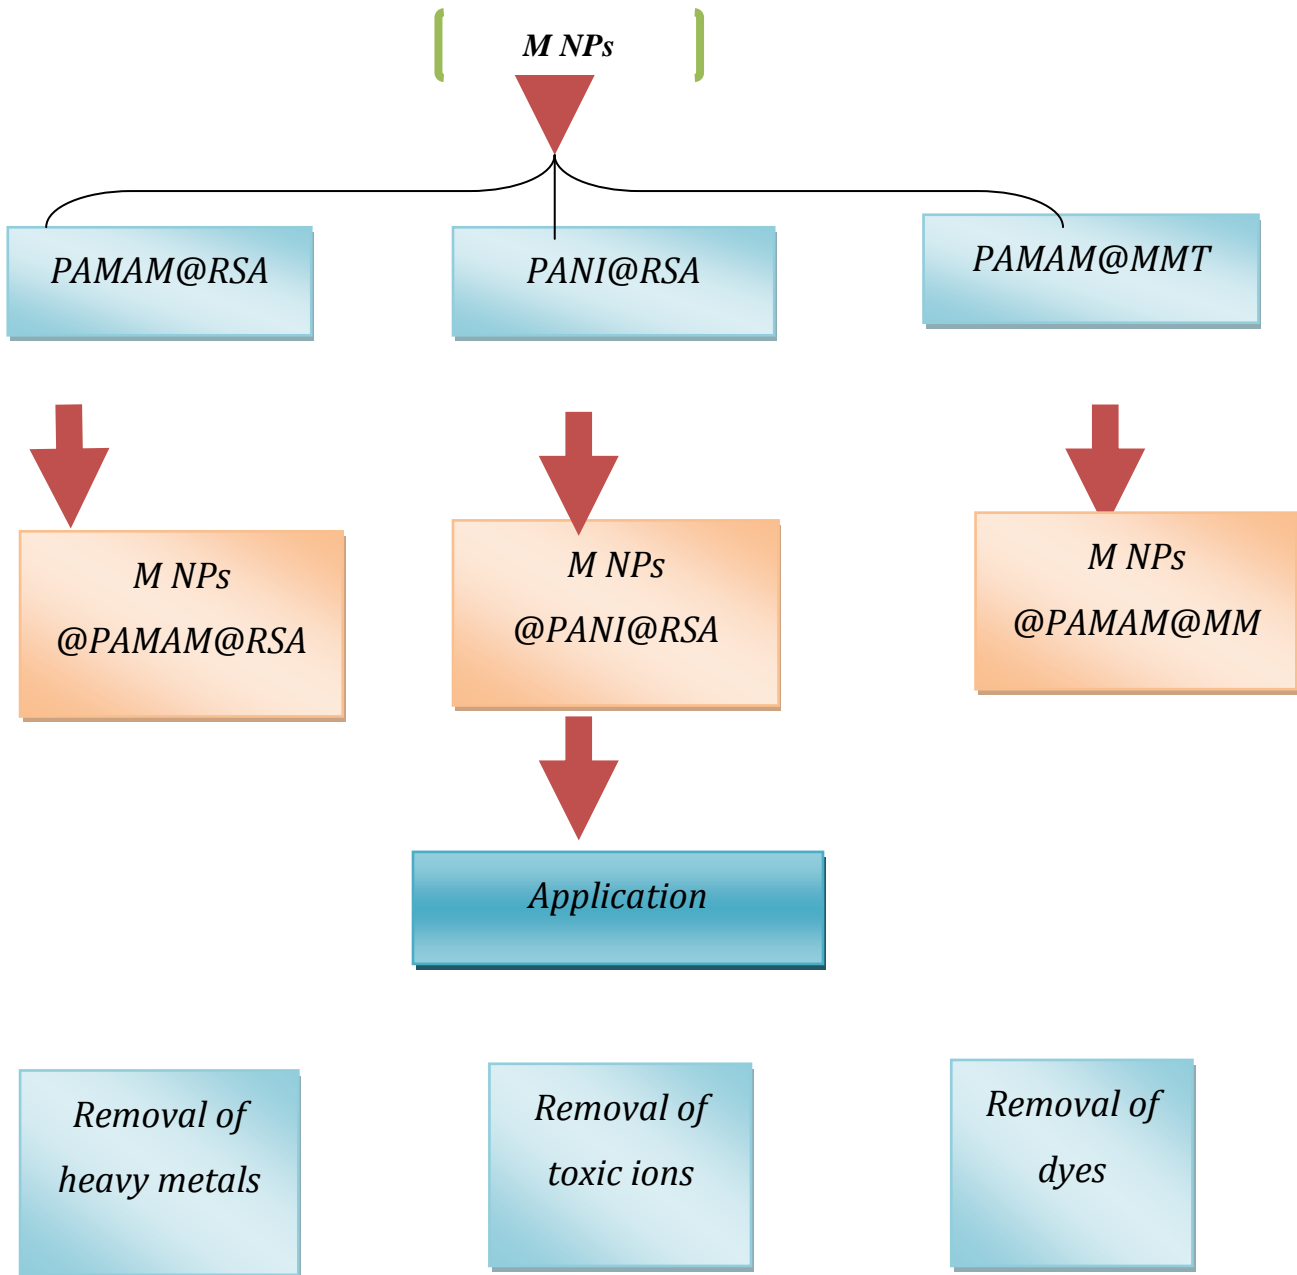 M NPs
PAMAM@RSA
PANI@RSA
PAMAM@MMT
M NPs
@PAMAM@RSA
M NPs
@PANI@RSA
M NPs
@PAMAM@MM
Application
Removal of
heavy metals
Removal of
toxic ions
Removal of
dyes